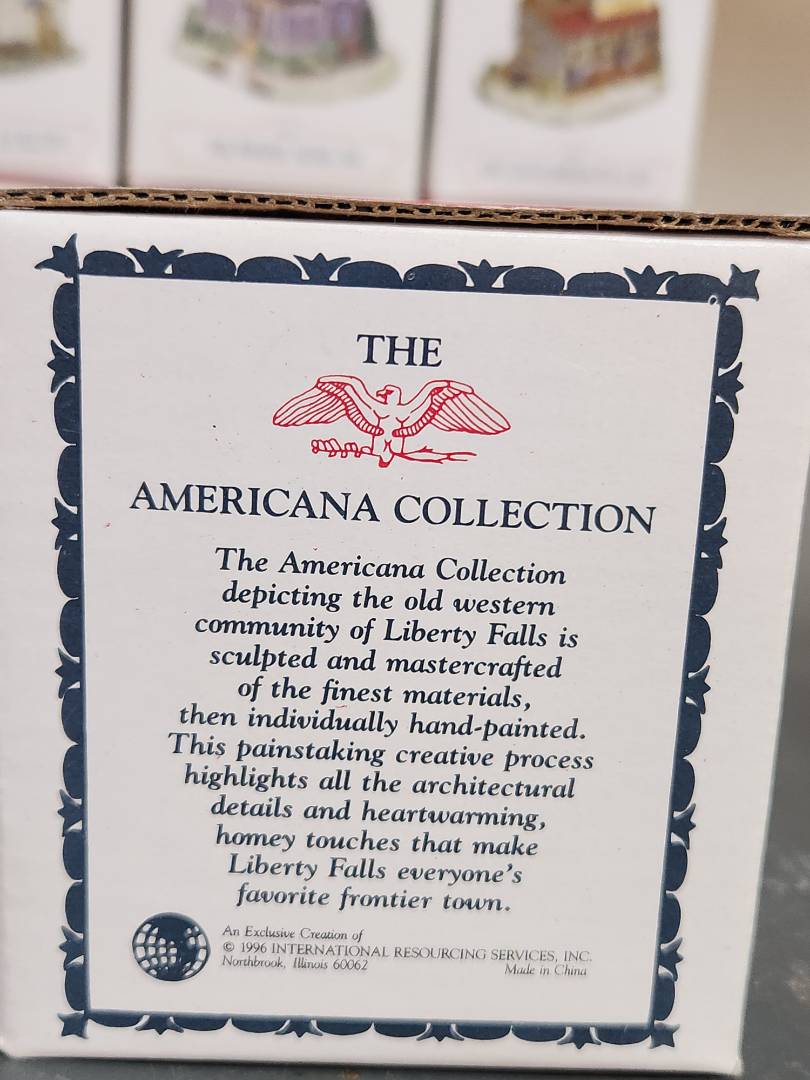 THE
AMERICANA COLLECTION
The Americana Collection
depicting the old western
community of Liberty Falls is
sculpted and mastercrafted
of the finest materials,
then individually hand-painted.
This painstaking creative process
highlights all the architectural
details and heartwarming,
homey touches that make
Liberty Falls everyone's
favorite frontier town.
An Exclusive Creation of
© 1996 INTERNATIONAL RESOURCING SERVICES, INC.
Northbrook, Illinois 60062 Made in China